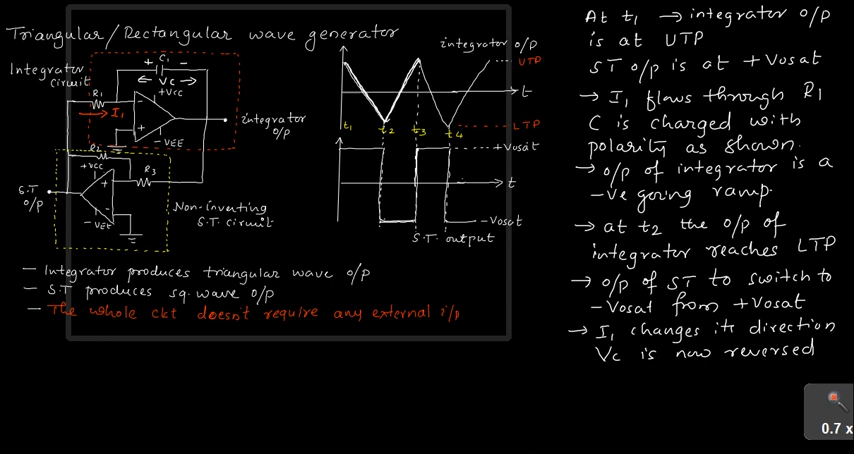 Triangular/Rectangular wave generator
Integrator
circuit
C1
+ -
Vc
R1
I1
+Vcc
-
+
-VEE
integrator
o/p
R2
+Vcc
+
-
R3
S.T
o/p
-VEE
Non-inverting
S.T. circuit
integrator o/p
UTP
t
t1 t2 t3 t4
LTP
+Vosat
t
-Vosat
S.T. output
- Integrator produces triangular wave o/p
- S.T produces sq. wave o/p
- The whole ckt doesn't require any external i/p
At t1 → integrator o/p
is at UTP
ST o/p is at +Vosat
→ I1 flows through R1
C is charged with
polarity as shown.
→ o/p of integrator is a
-ve going ramp.
→ at t2 the o/p of
integrator reaches LTP
→ o/p of ST to switch to
-Vosat from +Vosat
→ I1 changes its direction
Vc is now reversed
0.7 x